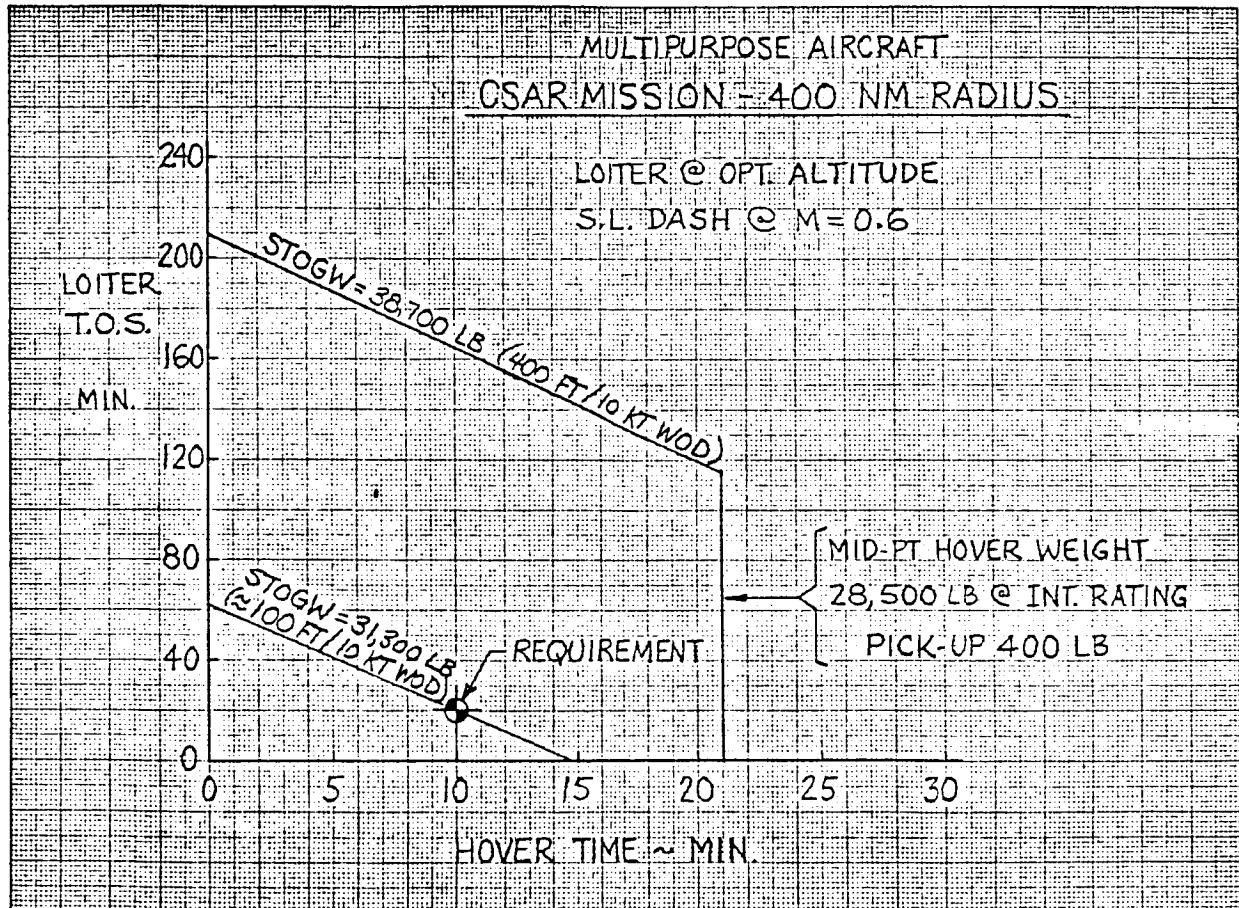 MULTIPURPOSE AIRCRAFT
CSAR MISSION - 400 NM RADIUS
LOITER @ OPT. ALTITUDE
S.L. DASH @ M = 0.6
LOITER
T.O.S.
MIN.
240
200
160
120
80
40
0
STOGW = 38,700 LB (400 FT/10 KT WOD)
STOGW = 31,300 LB
(≈100 FT/10 KT WOD)
REQUIREMENT
MID-PT HOVER WEIGHT
28,500 LB @ INT. RATING
PICK-UP 400 LB
0 5 10 15 20 25 30
HOVER TIME ~ MIN.